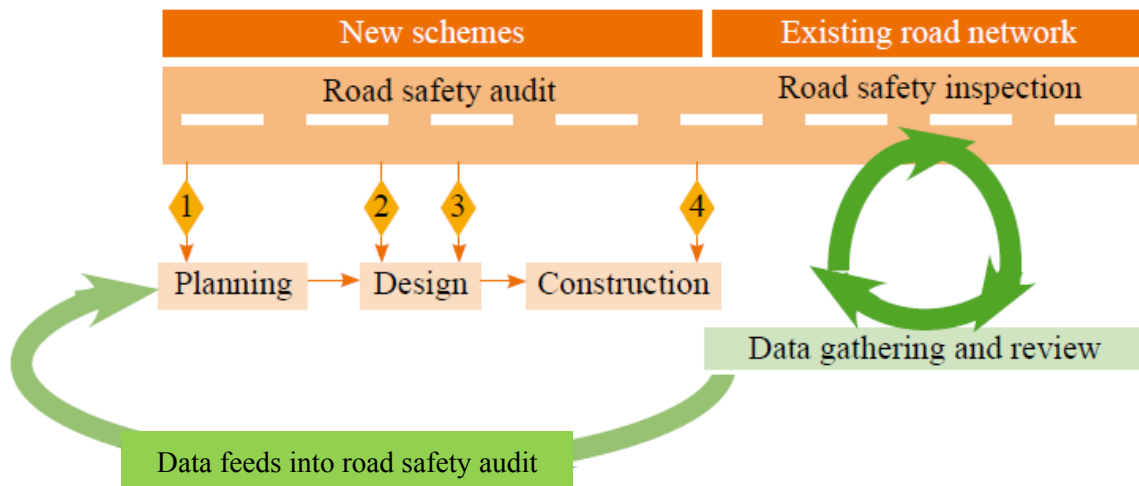 New schemes
Existing road network
Road safety audit
Road safety inspection
1
2
3
4
Planning
Design
Construction
Data gathering and review
Data feeds into road safety audit